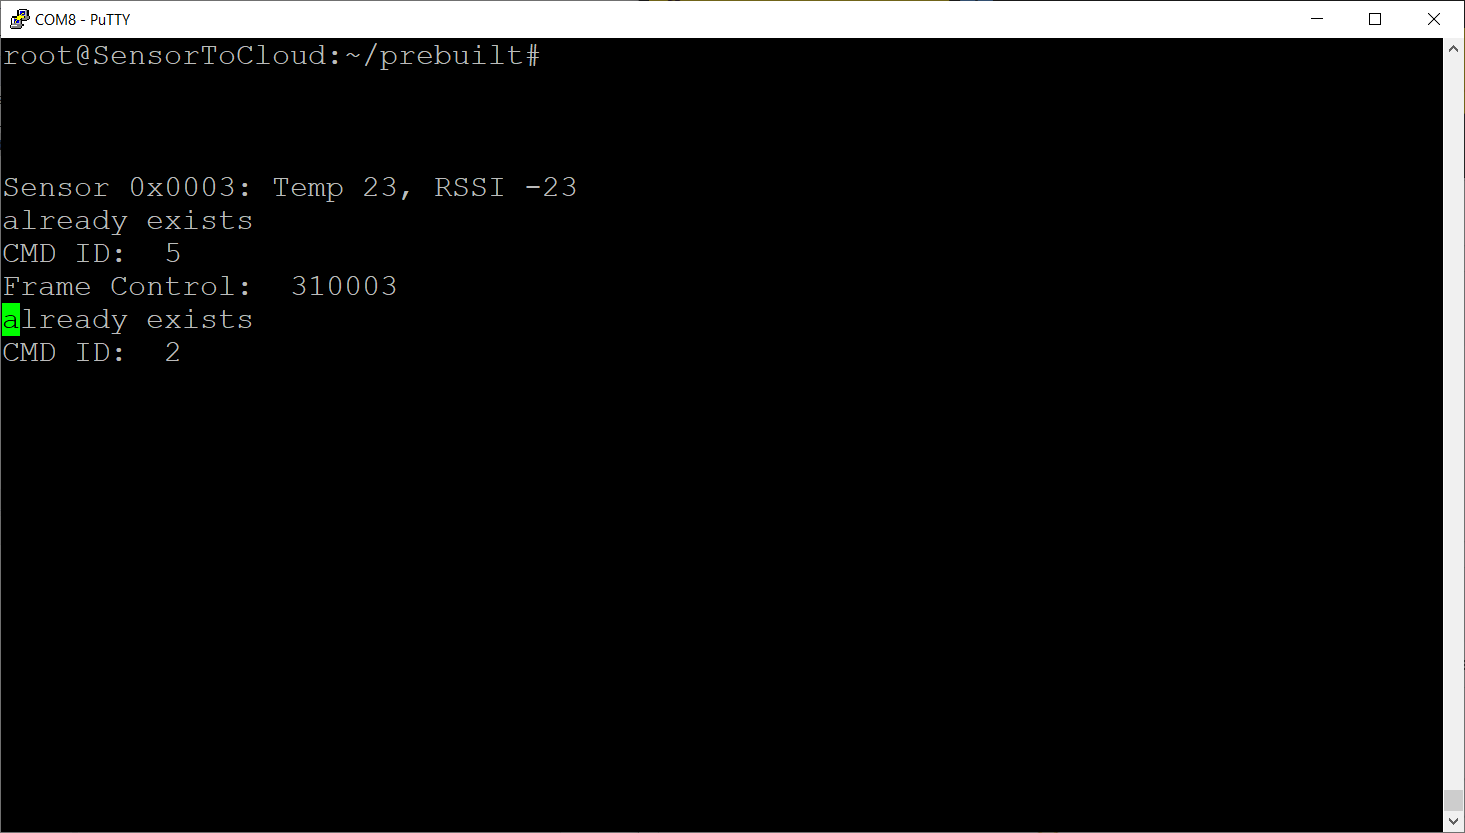 COM8 - PuTTY
root@SensorToCloud:~/prebuilt#
Sensor 0x0003: Temp 23, RSSI -23
already exists
CMD ID:  5
Frame Control:  310003
already exists
CMD ID:  2